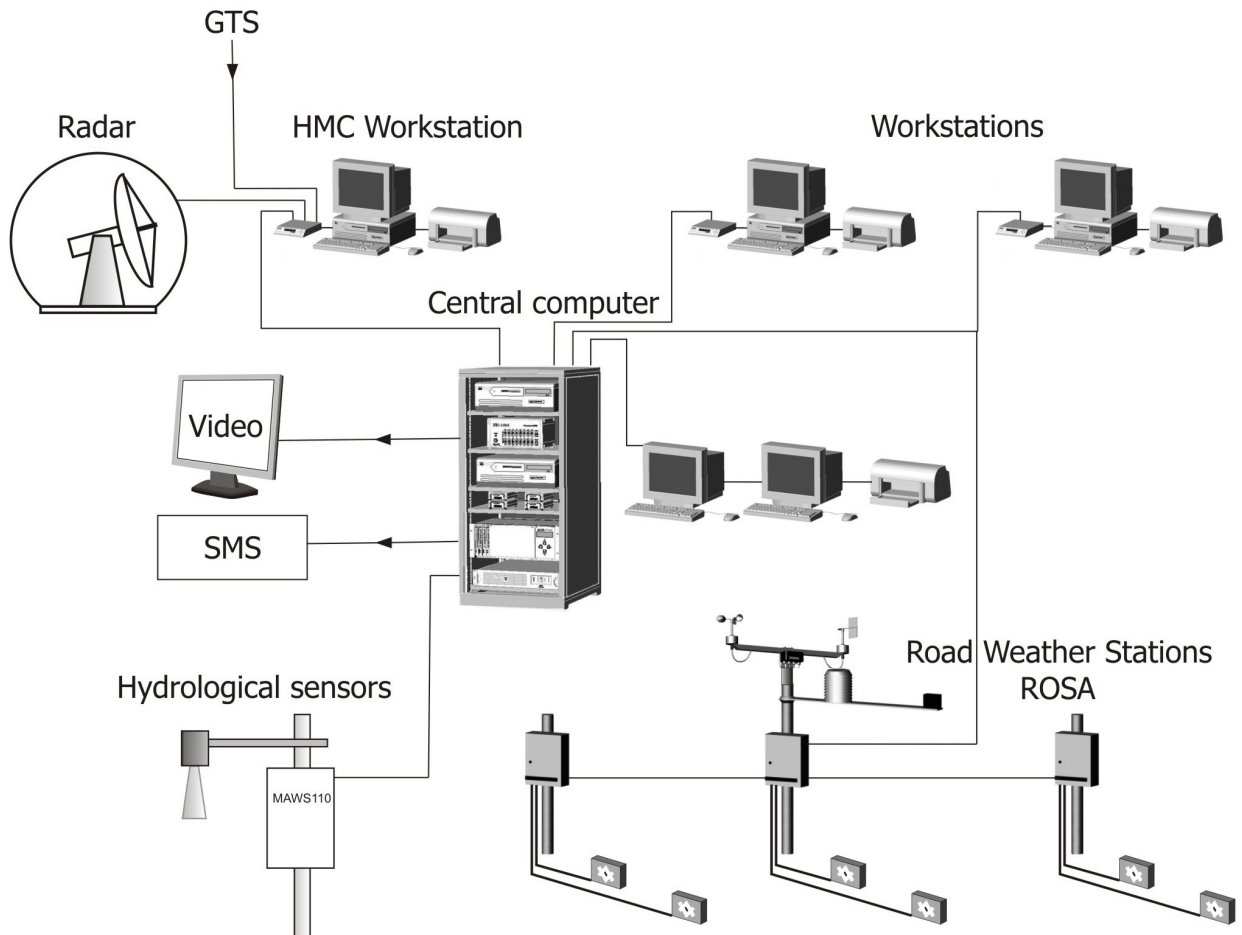 GTS
Radar
HMC Workstation
Workstations
Central computer
Video
SMS
Hydrological sensors
Road Weather Stations
ROSA
MAWS110